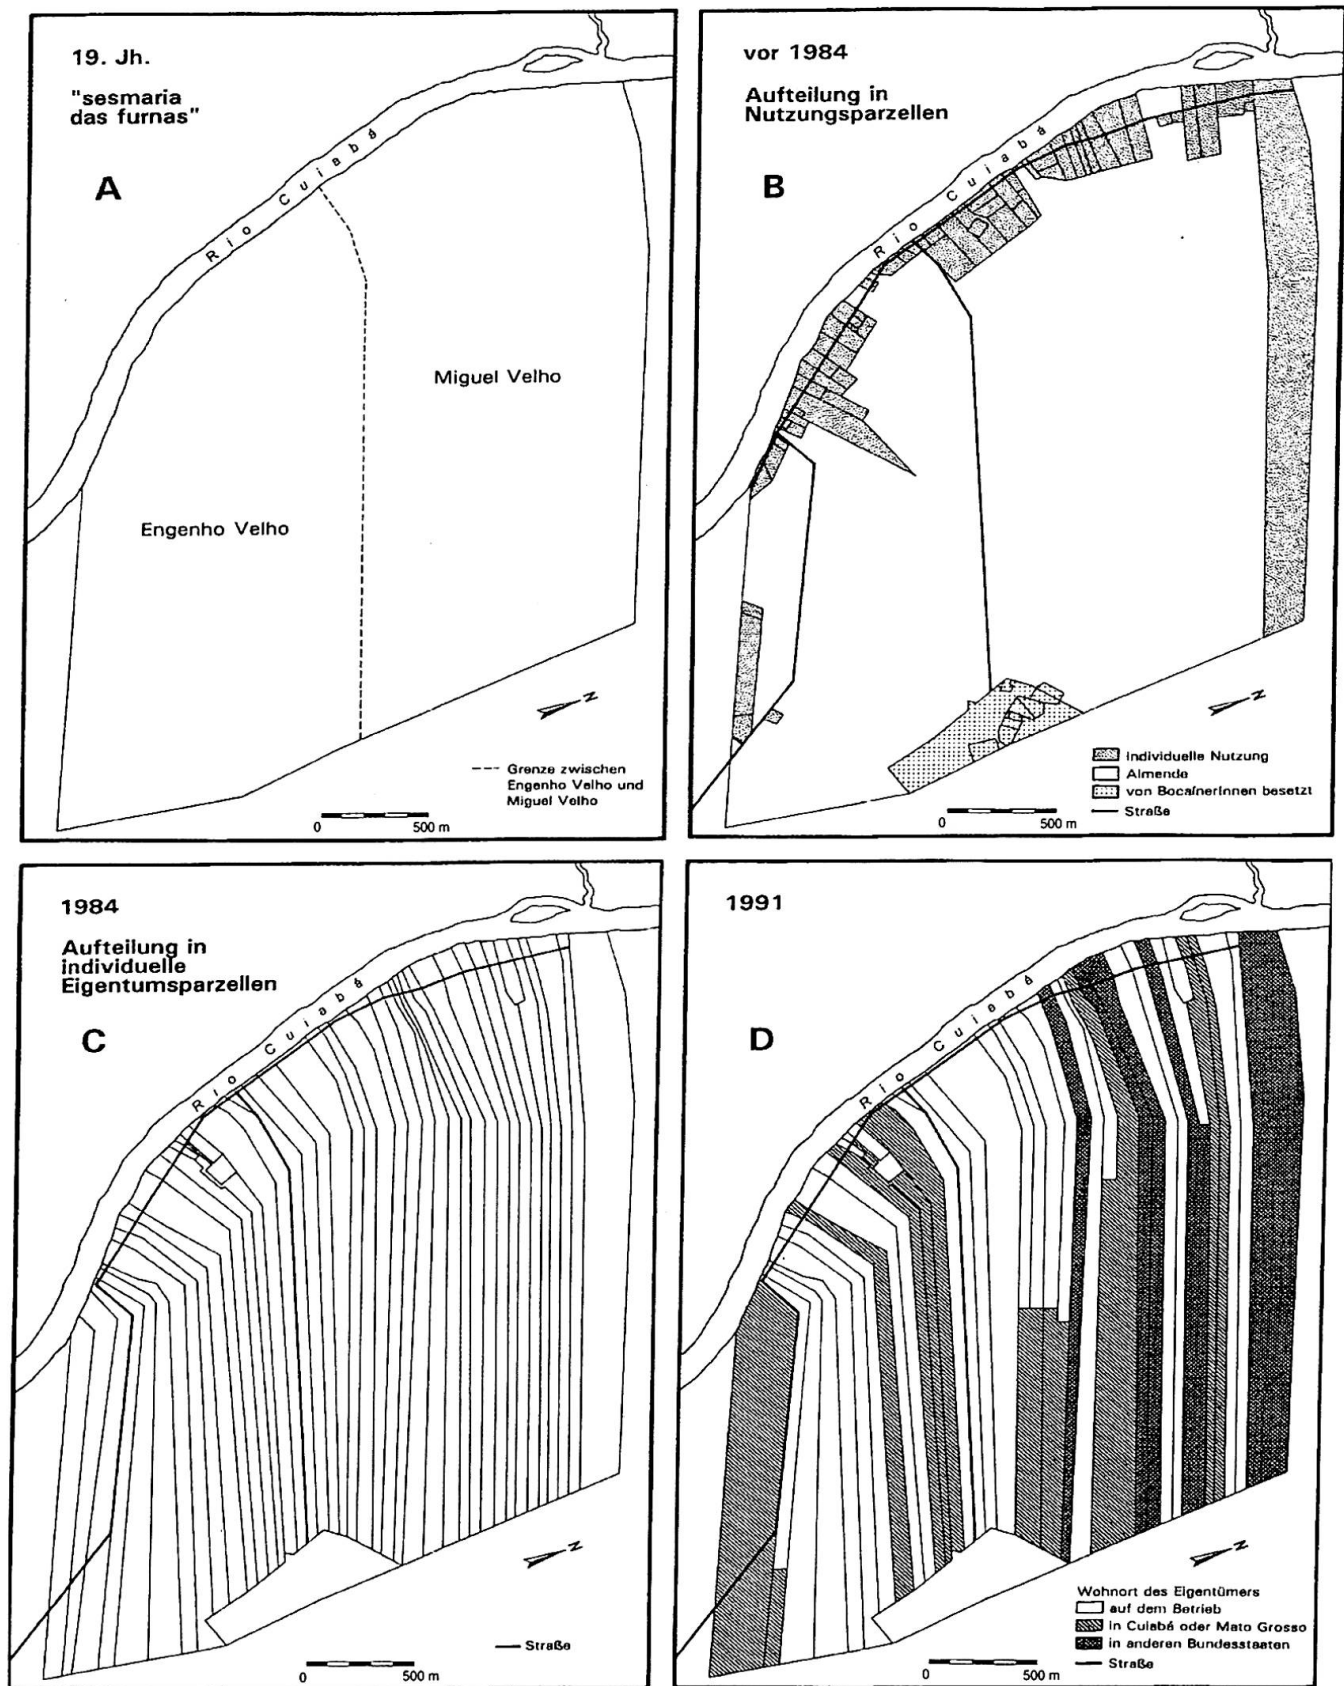 19. Jh.
"sesmaria
das furnas"
A
Rio Cuiabá
Miguel Velho
Engenho Velho
N
Grenze zwischen
Engenho Velho und
Miguel Velho
0 500 m
vor 1984
Aufteilung in
Nutzungsparzellen
B
Rio Cuiabá
N
Individuelle Nutzung
Almende
von BocaínerInnen besetzt
Straße
0 500 m
1984
Aufteilung in
individuelle
Eigentumsparzellen
C
Rio Cuiabá
N
Straße
0 500 m
1991
D
Rio Cuiabá
N
Wohnort des Eigentümers
auf dem Betrieb
in Cuiabá oder Mato Grosso
in anderen Bundesstaaten
Straße
0 500 m